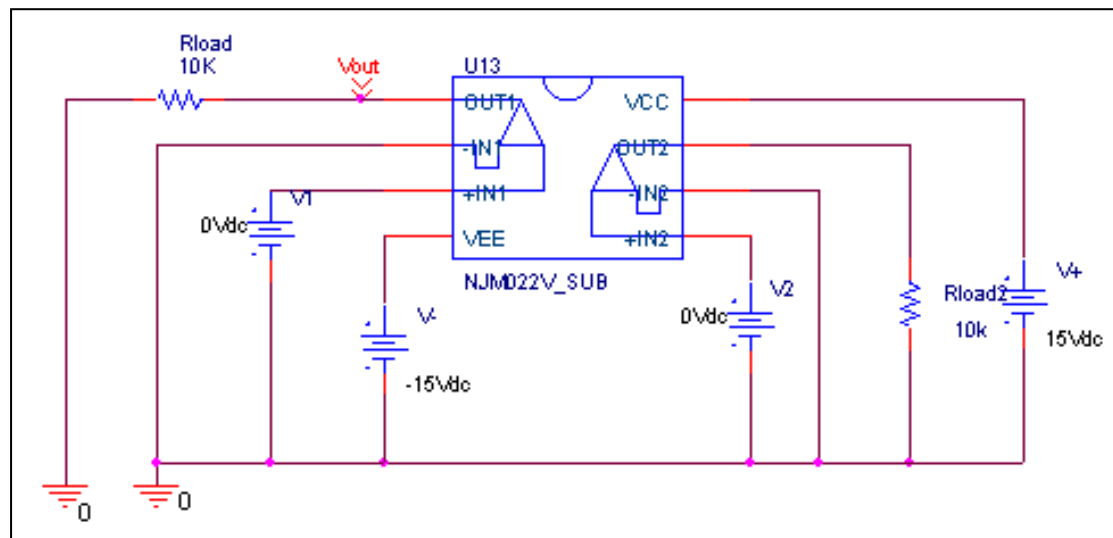 Rload
10K
Vout
U13
OUT1
-IN1
+IN1
VEE
VCC
OUT2
-IN2
+IN2
NJM022V_SUB
V1
0Vdc
V-
-15Vdc
V2
0Vdc
Rload2
10k
V+
15Vdc
0
0